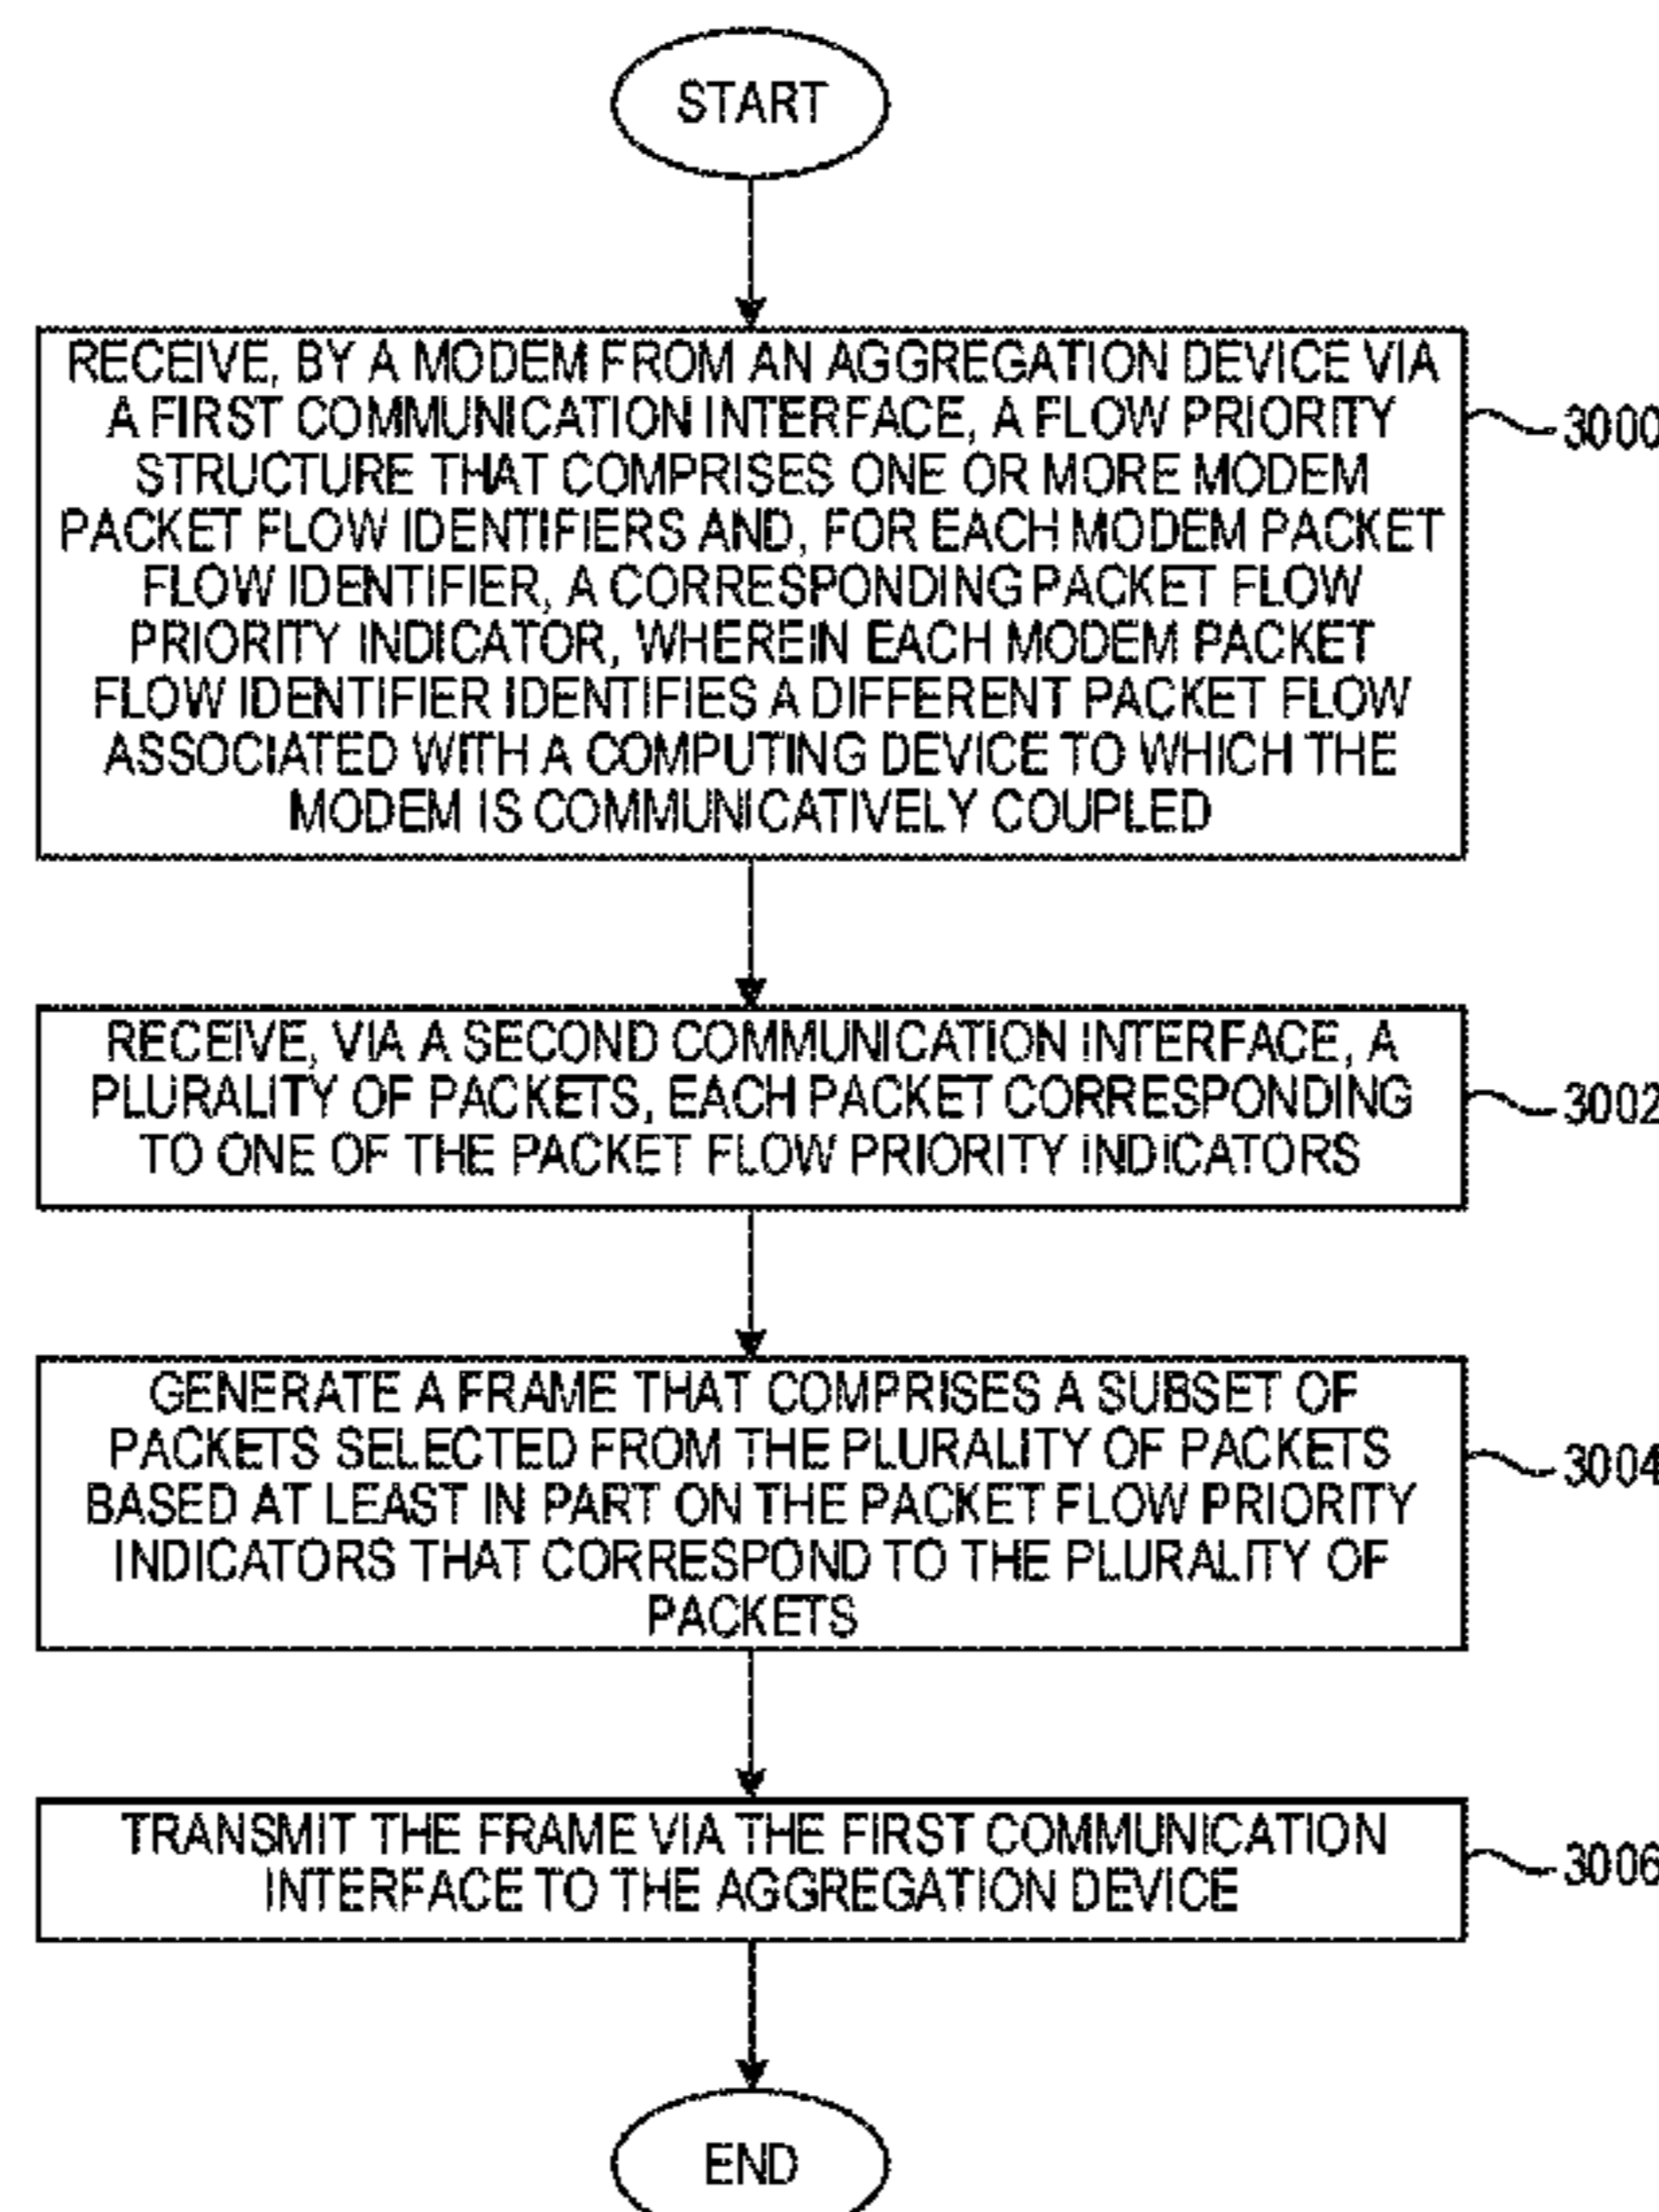 START
RECEIVE, BY A MODEM FROM AN AGGREGATION DEVICE VIA
A FIRST COMMUNICATION INTERFACE, A FLOW PRIORITY
STRUCTURE THAT COMPRISES ONE OR MORE MODEM
PACKET FLOW IDENTIFIERS AND, FOR EACH MODEM PACKET
FLOW IDENTIFIER, A CORRESPONDING PACKET FLOW
PRIORITY INDICATOR, WHEREIN EACH MODEM PACKET
FLOW IDENTIFIER IDENTIFIES A DIFFERENT PACKET FLOW
ASSOCIATED WITH A COMPUTING DEVICE TO WHICH THE
MODEM IS COMMUNICATIVELY COUPLED
3000
RECEIVE, VIA A SECOND COMMUNICATION INTERFACE, A
PLURALITY OF PACKETS, EACH PACKET CORRESPONDING
TO ONE OF THE PACKET FLOW PRIORITY INDICATORS
3002
GENERATE A FRAME THAT COMPRISES A SUBSET OF
PACKETS SELECTED FROM THE PLURALITY OF PACKETS
BASED AT LEAST IN PART ON THE PACKET FLOW PRIORITY
INDICATORS THAT CORRESPOND TO THE PLURALITY OF
PACKETS
3004
TRANSMIT THE FRAME VIA THE FIRST COMMUNICATION
INTERFACE TO THE AGGREGATION DEVICE
3006
END